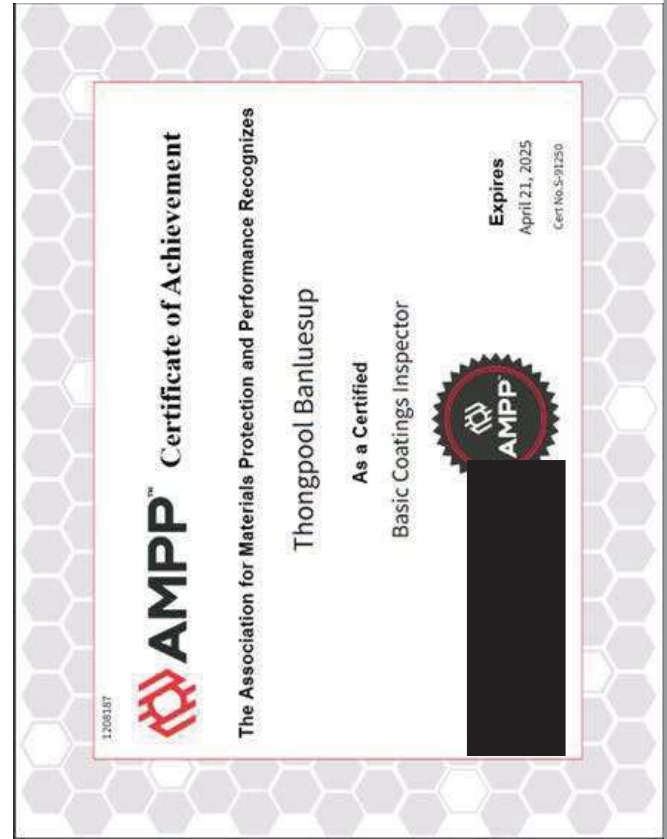 1208187
AMPP™ Certificate of Achievement
The Association for Materials Protection and Performance Recognizes
Thongpool Banluesup
As a Certified
Basic Coatings Inspector
AMPP
Expires
April 21, 2025
Cert No.S-91250